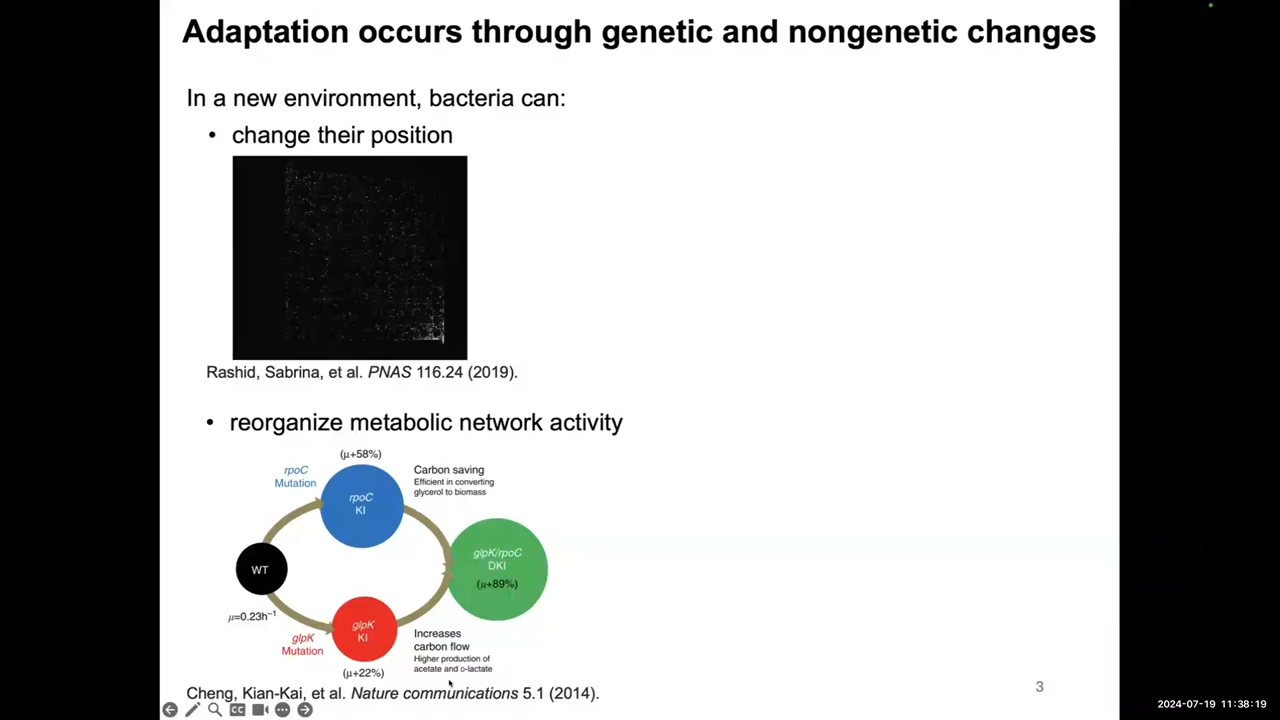 Adaptation occurs through genetic and nongenetic changes
In a new environment, bacteria can:
• change their position
Rashid, Sabrina, et al. PNAS 116.24 (2019).
• reorganize metabolic network activity
(μ+58%)
rpoC
Mutation
rpoC
KI
Carbon saving
Efficient in converting
glycerol to biomass
WT
glpK/rpoC
DKI
(μ+89%)
μ=0.23h⁻¹
glpK
Mutation
glpK
KI
Increases
carbon flow
Higher production of
acetate and D-lactate
(μ+22%)
Cheng, Kian-Kai, et al. Nature communications 5.1 (2014).
3
CC
2024-07-19 11:38:19